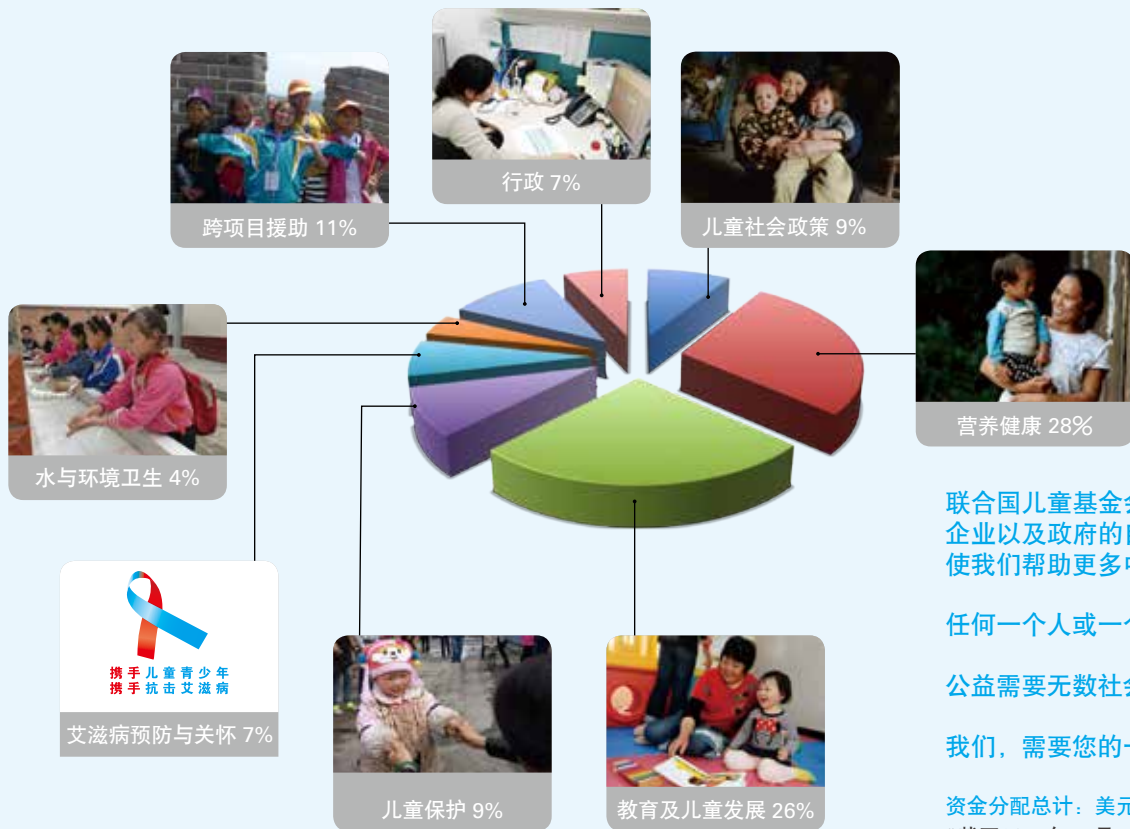 行政 7%
跨项目援助 11%
儿童社会政策 9%
营养健康 28%
水与环境卫生 4%
携手儿童青少年
携手抗击艾滋病
艾滋病预防与关怀 7%
儿童保护 9%
教育及儿童发展 26%
联合国儿童基金会
企业以及政府的
使我们帮助更多
任何一个人或一个
公益需要无数社会
我们，需要您的一
资金分配总计：美元